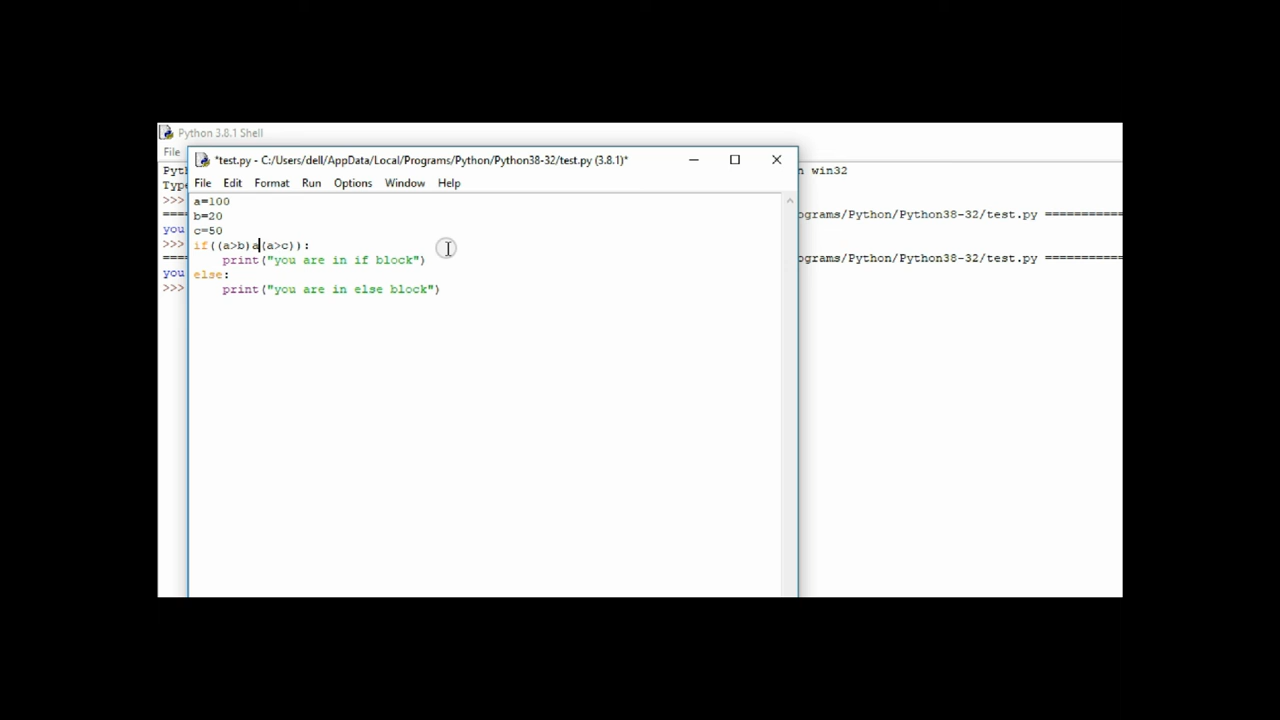 Python 3.8.1 Shell
File
*test.py - C:/Users/dell/AppData/Local/Programs/Python/Python38-32/test.py (3.8.1)*
File Edit Format Run Options Window Help
a=100
b=20
c=50
if((a>b)a(a>c)):
    print("you are in if block")
else:
    print("you are in else block")
Pyt
n win32
Type
>>>
==== ograms/Python/Python38-32/test.py ===========
you
>>>
==== ograms/Python/Python38-32/test.py ===========
you
>>>